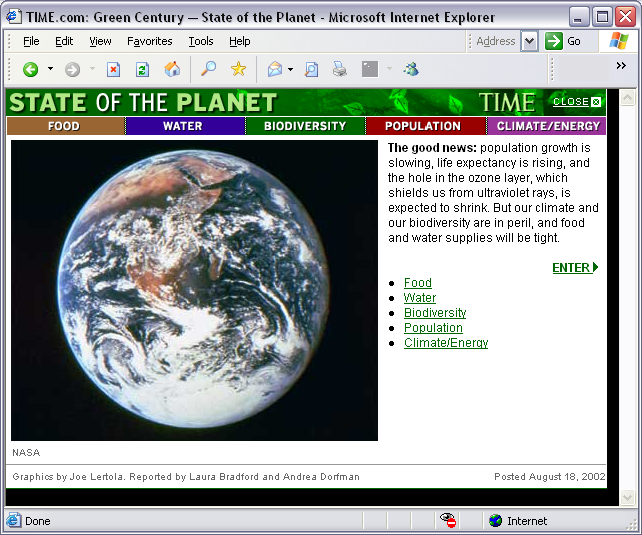 TIME.com: Green Century — State of the Planet - Microsoft Internet Explorer
File Edit View Favorites Tools Help Address Go
STATE OF THE PLANET TIME CLOSE
FOOD WATER BIODIVERSITY POPULATION CLIMATE/ENERGY
The good news: population growth is
slowing, life expectancy is rising, and
the hole in the ozone layer, which
shields us from ultraviolet rays, is
expected to shrink. But our climate and
our biodiversity are in peril, and food
and water supplies will be tight.
ENTER
Food
Water
Biodiversity
Population
Climate/Energy
NASA
Graphics by Joe Lertola. Reported by Laura Bradford and Andrea Dorfman Posted August 18, 2002
Done Internet